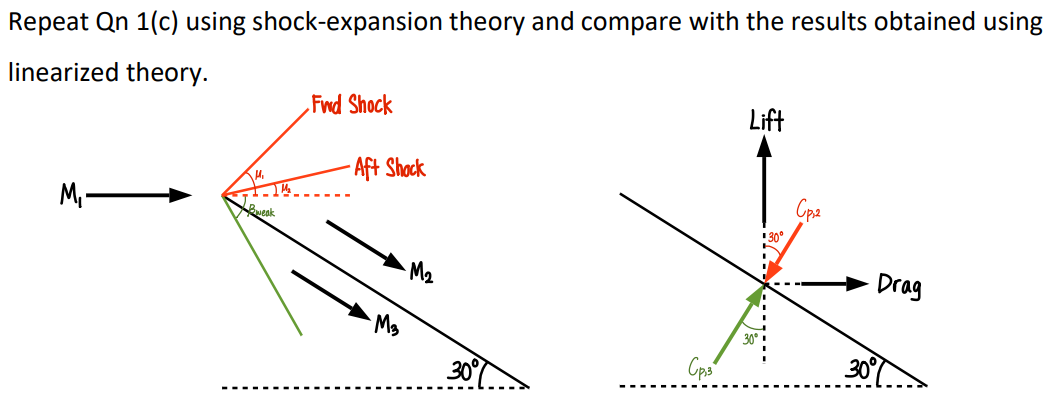 Repeat Qn 1(c) using shock-expansion theory and compare with the results obtained using
linearized theory.
Fwd Shock
Aft Shock
M₁
μ₁
μ₂
βweak
M₂
M₃
30°
Lift
Cp,2
30°
Drag
30°
Cp,3
30°